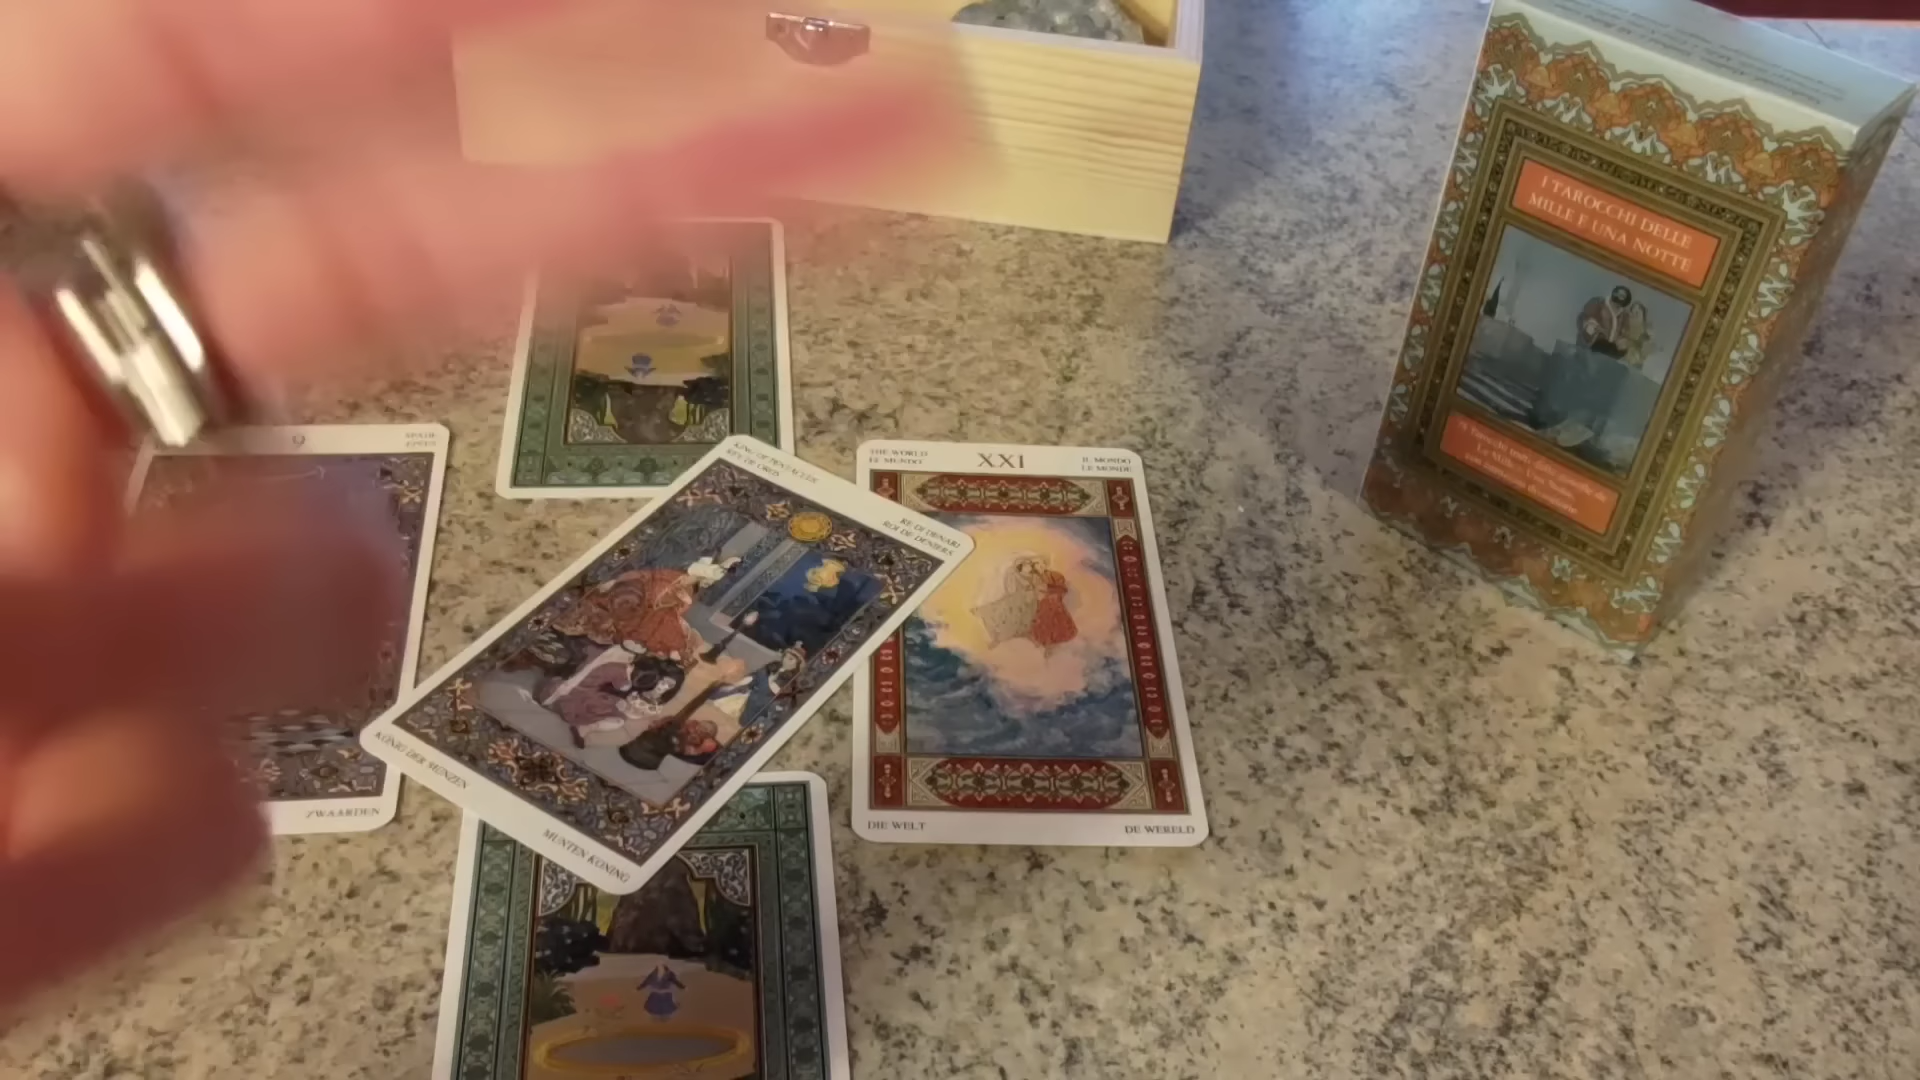 I TAROCCHI DELLE
MILLE E UNA NOTTE
9
SPADE
KING OF PENTACLES
REY DE OROS
RE DI DENARI
ROI DE DENIERS
KÖNIG DER MÜNZEN
MUNTEN KONING
THE WORLD
EL MUNDO
XXI
IL MONDO
LE MONDE
DIE WELT
DE WERELD
ZWAARDEN